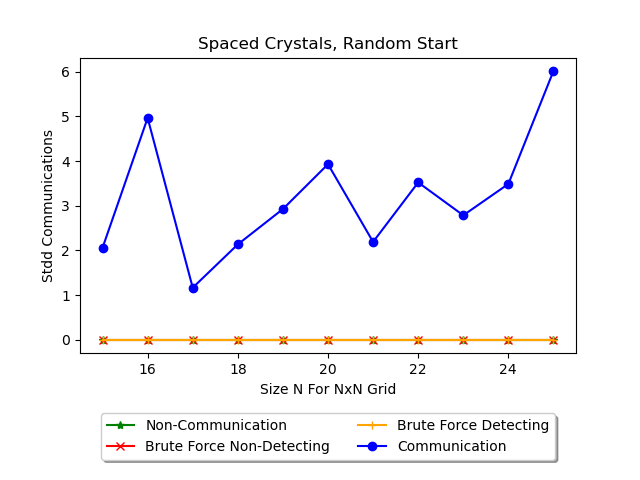 Spaced Crystals, Random Start
6
5
4
3
2
1
0
Stdd Communications
16 18 20 22 24
Size N For NxN Grid
Non-Communication
Brute Force Non-Detecting
Brute Force Detecting
Communication